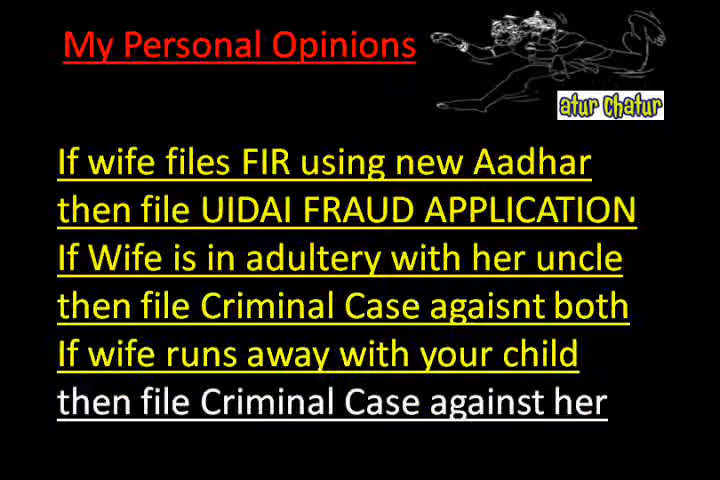 My Personal Opinions
atur chatur
If wife files FIR using new Aadhar
then file UIDAI FRAUD APPLICATION
If Wife is in adultery with her uncle
then file Criminal Case agaisnt both
If wife runs away with your child
then file Criminal Case against her